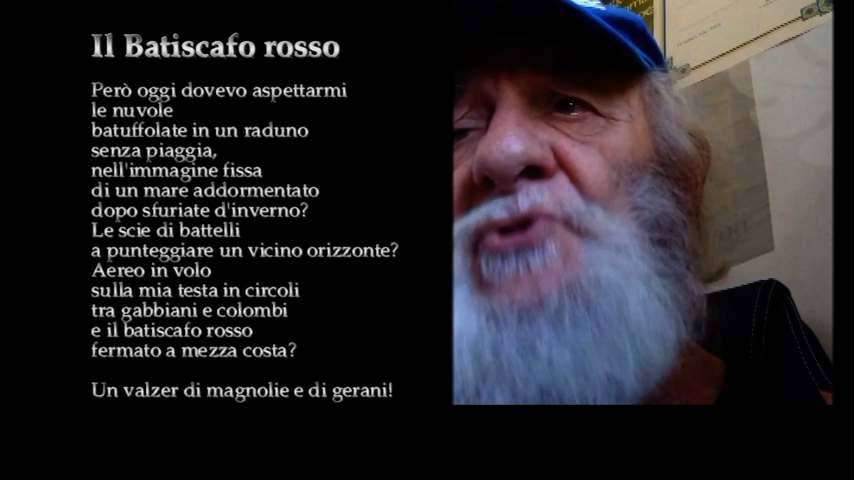 Il Batiscafo rosso
Però oggi dovevo aspettarmi
le nuvole
batuffolate in un raduno
senza piaggia,
nell'immagine fissa
di un mare addormentato
dopo sfuriate d'inverno?
Le scie di battelli
a punteggiare un vicino orizzonte?
Aereo in volo
sulla mia testa in circoli
tra gabbiani e colombi
e il batiscafo rosso
fermato a mezza costa?
Un valzer di magnolie e di gerani!